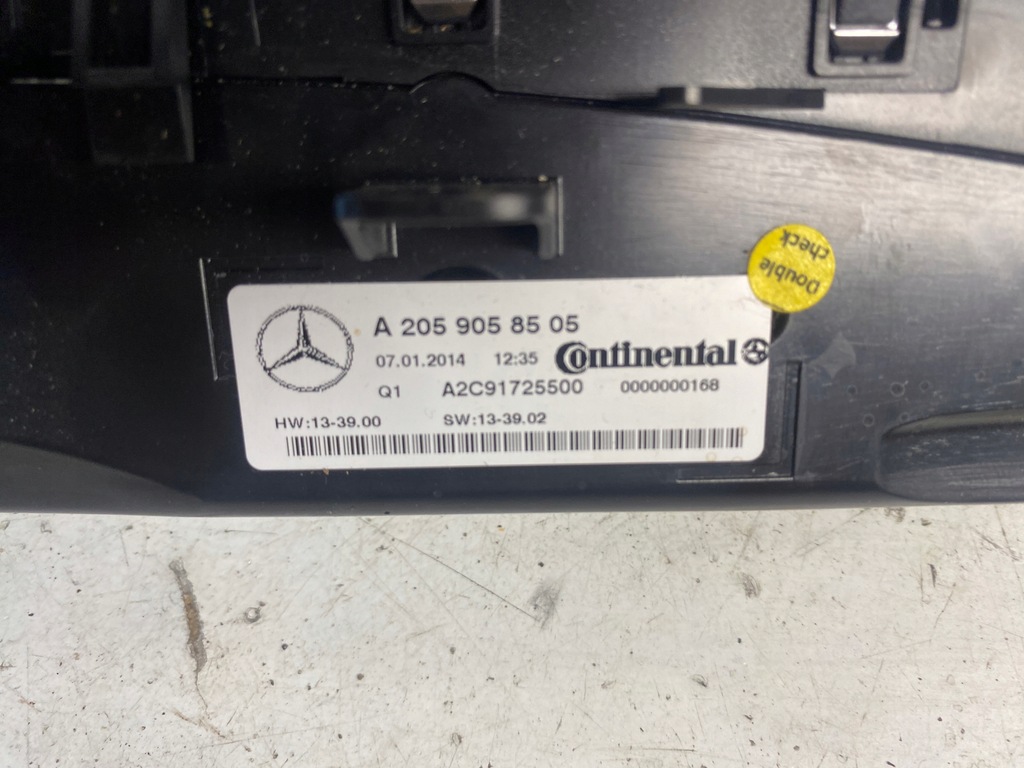 A 205 905 85 05
07.01.2014 12:35 Continental
Q1 A2C91725500 0000000168
HW:13-39.00 SW:13-39.02
Double
check